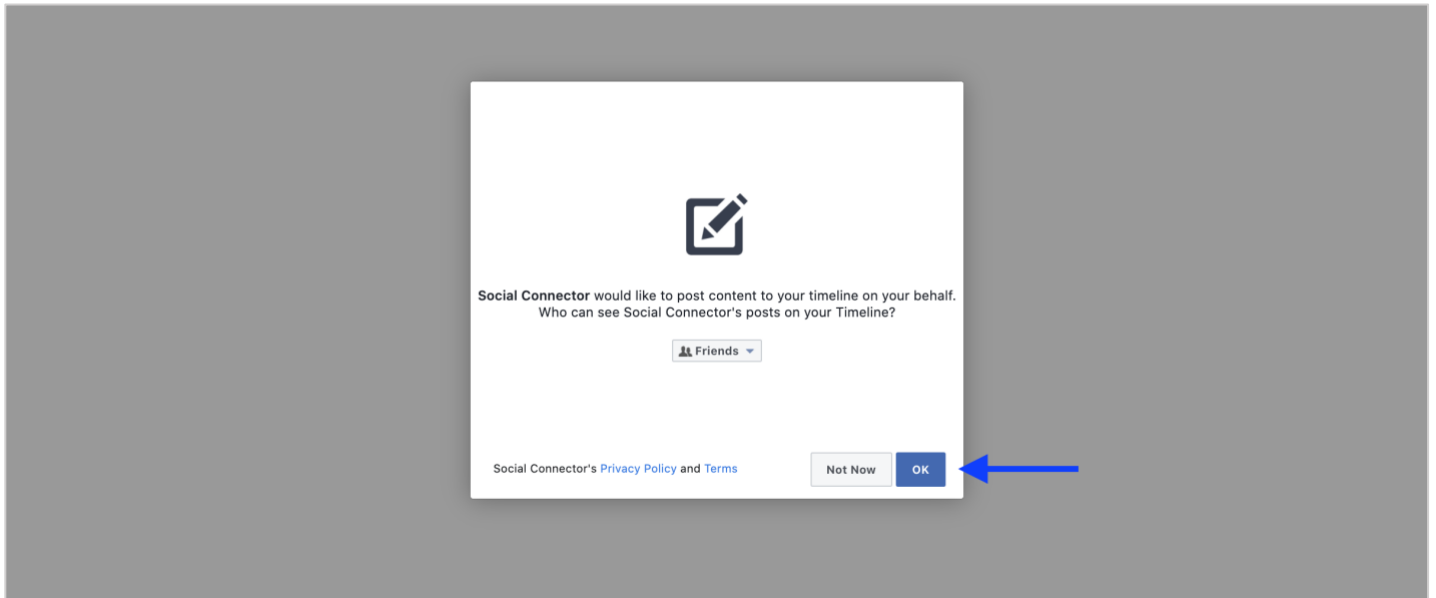 Social Connector would like to post content to your timeline on your behalf.
Who can see Social Connector's posts on your Timeline?
Friends
Social Connector's Privacy Policy and Terms
Not Now
OK